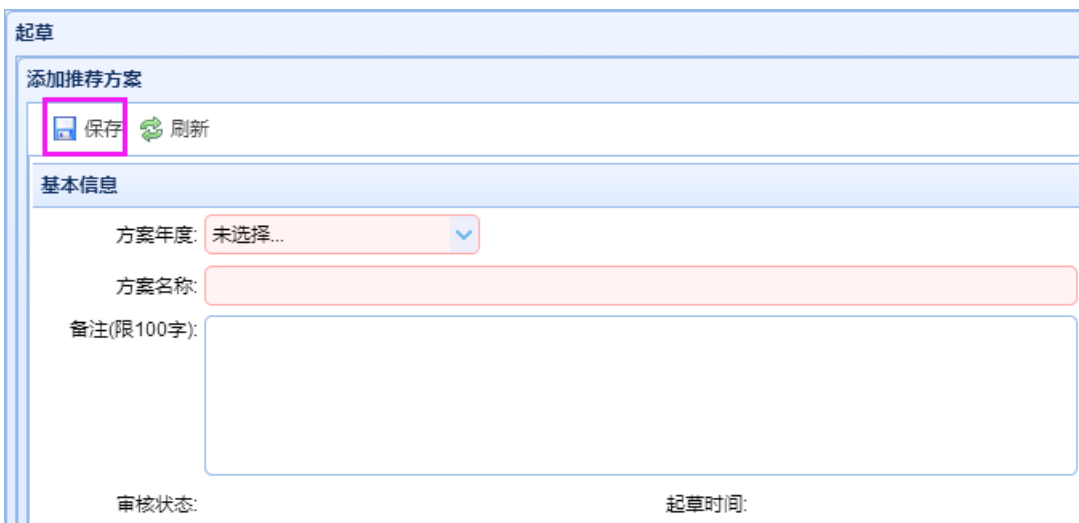 起草
添加推荐方案
保存 刷新
基本信息
方案年度: 未选择...
方案名称:
备注(限100字):
审核状态: 起草时间: